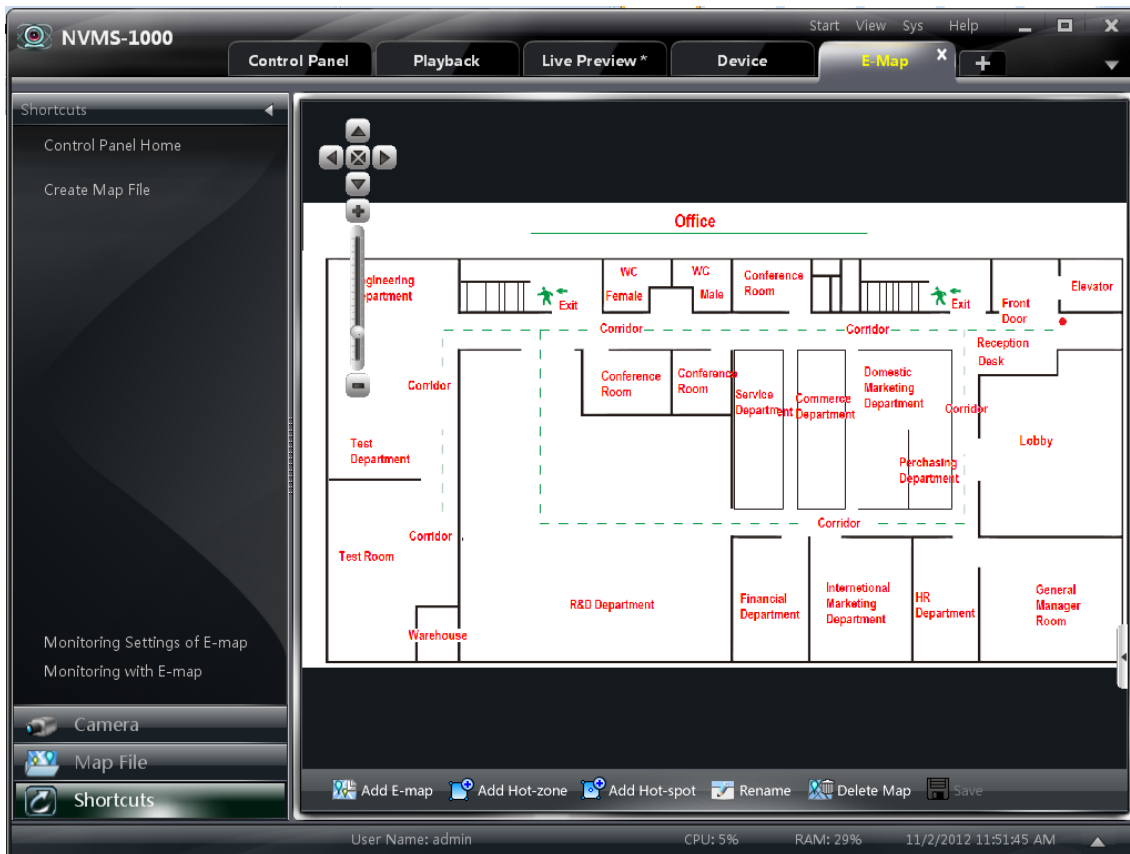 Start View Sys Help
NVMS-1000
Control Panel Playback Live Preview * Device E-Map
Shortcuts
Control Panel Home
Create Map File
Monitoring Settings of E-map
Monitoring with E-map
Camera
Map File
Shortcuts
Office
ngineering
partment
Exit
WC
Female
WC
Male
Conference
Room
Exit
Front
Door
Elevator
Corridor
Corridor
Reception
Desk
Corridor
Conference
Room
Conference
Room
Service
Department
Commerce
Department
Domestic
Marketing
Department
Corridor
Lobby
Test
Department
Perchasing
Department
Corridor
Corridor
Test Room
R&D Department
Warehouse
Financial
Department
Internetional
Marketing
Department
HR
Department
General
Manager
Room
Add E-map Add Hot-zone Add Hot-spot Rename Delete Map Save
User Name: admin CPU: 5% RAM: 29% 11/2/2012 11:51:45 AM